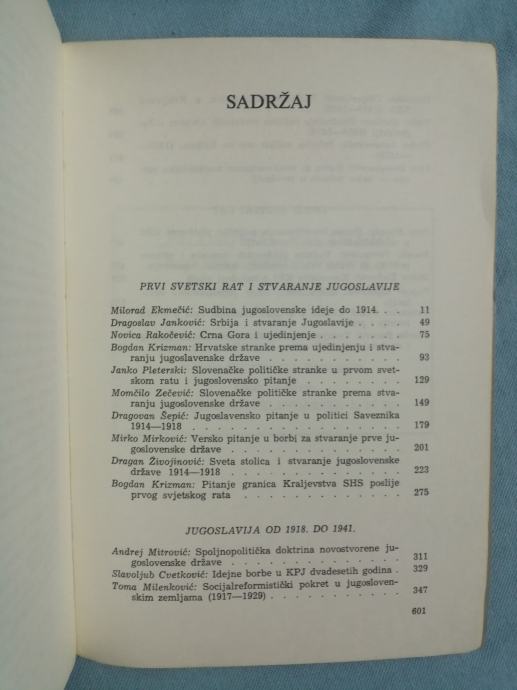 SADRŽAJ
PRVI SVETSKI RAT I STVARANJE JUGOSLAVIJE
Milorad Ekmečić: Sudbina jugoslovenske ideje do 1914. . . 11
Dragoslav Janković: Srbija i stvaranje Jugoslavije . . . . 49
Novica Rakočević: Crna Gora i ujedinjenje . . . . . . 75
Bogdan Krizman: Hrvatske stranke prema ujedinjenju i stva-
ranju jugoslavenske države . . . . . . . . . . 93
Janko Pleterski: Slovenačke političke stranke u prvom svet-
skom ratu i jugoslovensko pitanje . . . . . . . . 129
Momčilo Zečević: Slovenačke političke stranke prema stva-
ranju jugoslovenske države . . . . . . . . . . 149
Dragovan Šepić: Jugoslavensko pitanje u politici Saveznika
1914—1918 . . . . . . . . . . . . . . . 179
Mirko Mirković: Versko pitanje u borbi za stvaranje prve ju-
goslovenske države . . . . . . . . . . . . . 201
Dragan Živojinović: Sveta stolica i stvaranje jugoslovenske
države 1914—1918 . . . . . . . . . . . . . 223
Bogdan Krizman: Pitanje granica Kraljevstva SHS poslije
prvog svjetskog rata . . . . . . . . . . . . 275
JUGOSLAVIJA OD 1918. DO 1941.
Andrej Mitrović: Spoljnopolitička doktrina novostvorene ju-
goslovenske države . . . . . . . . . . . . . 311
Slavoljub Cvetković: Idejne borbe u KPJ dvadesetih godina . 329
Toma Milenković: Socijalreformistički pokret u jugosloven-
skim zemljama (1917—1929) . . . . . . . . . . 347
601